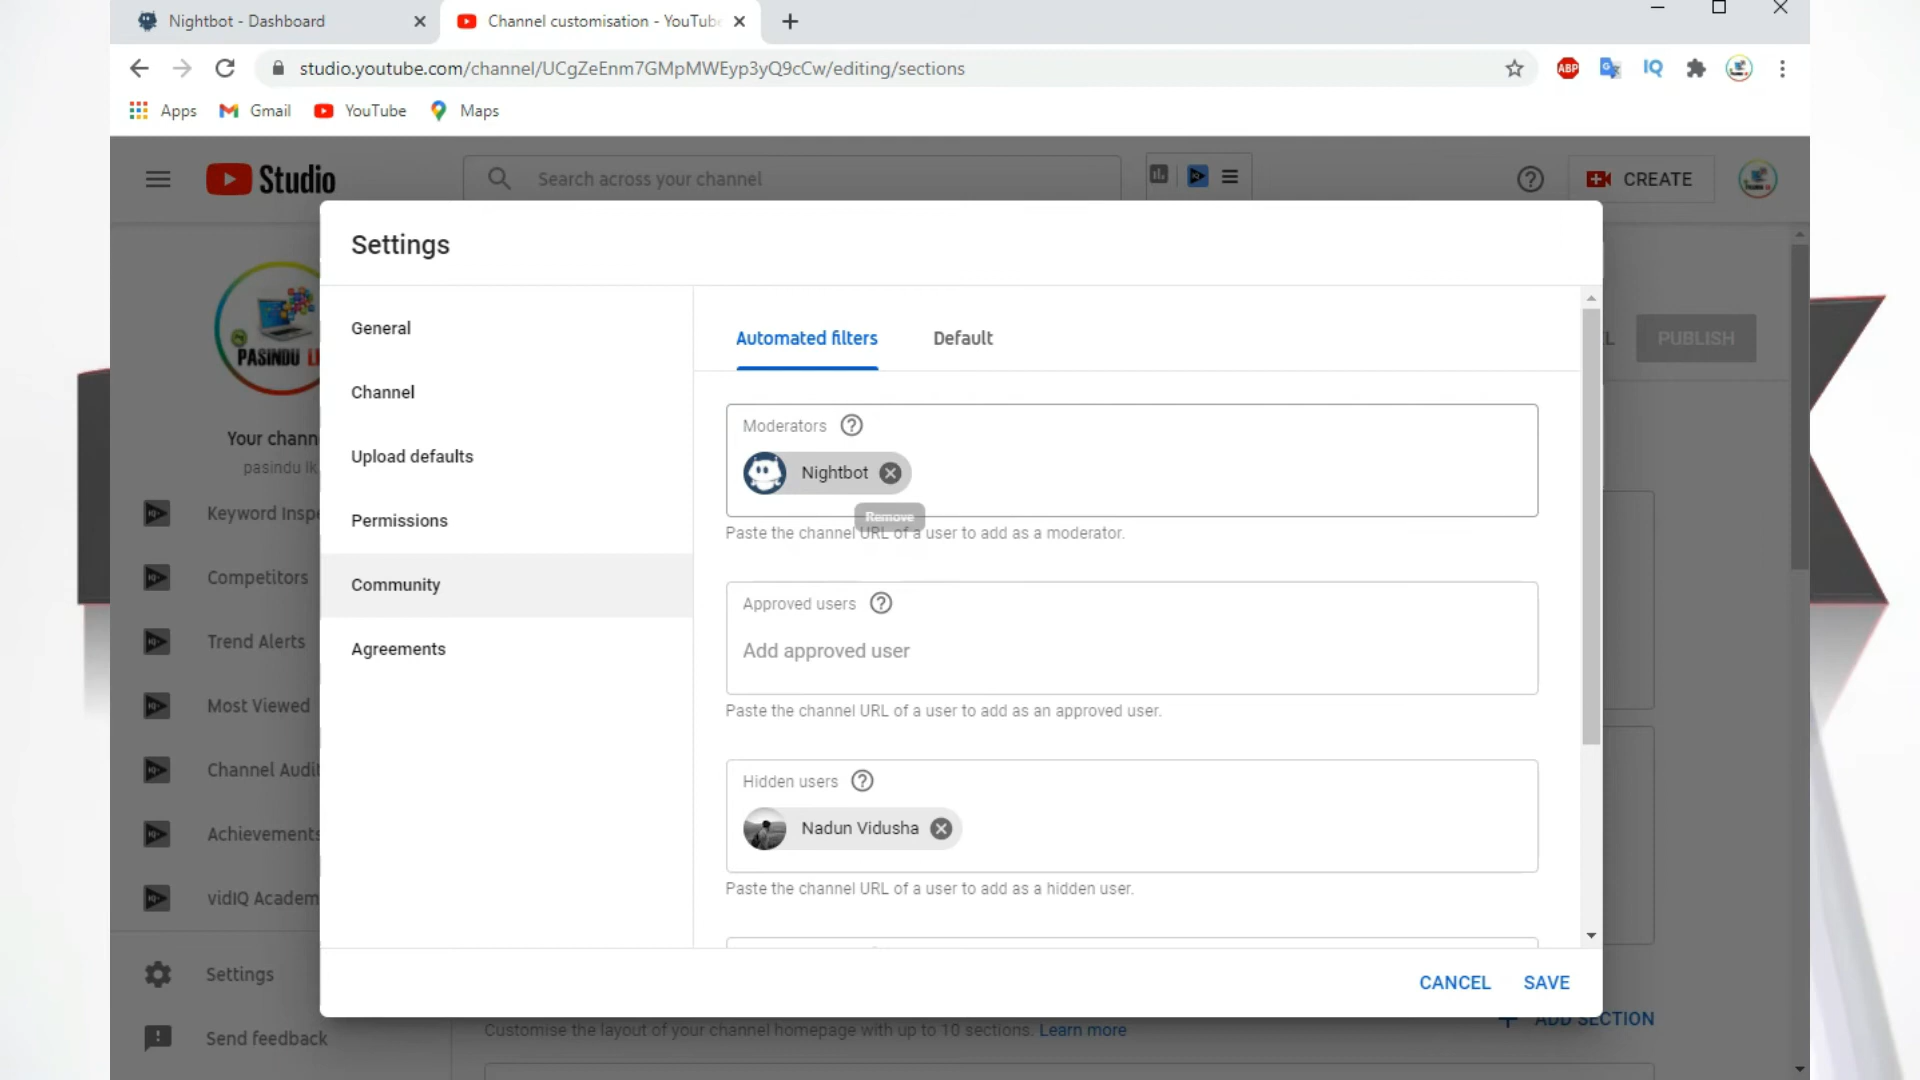 Nightbot - Dashboard
Channel customisation - YouTube
studio.youtube.com/channel/UCgZeEnm7GMpMWEyp3yQ9cCw/editing/sections
ABP
IQ
Apps
Gmail
YouTube
Maps
Studio
Search across your channel
CREATE
Settings
General
Channel
Upload defaults
Permissions
Community
Agreements
Automated filters
Default
Moderators
Nightbot
Remove
Paste the channel URL of a user to add as a moderator.
Approved users
Add approved user
Paste the channel URL of a user to add as an approved user.
Hidden users
Nadun Vidusha
Paste the channel URL of a user to add as a hidden user.
CANCEL
SAVE
PASINDU
Your chann
pasindu lk
Keyword Inspe
Competitors
Trend Alerts
Most Viewed
Channel Audit
Achievements
vidIQ Academ
Settings
Send feedback
PUBLISH
ADD SECTION
Customise the layout of your channel homepage with up to 10 sections. Learn more